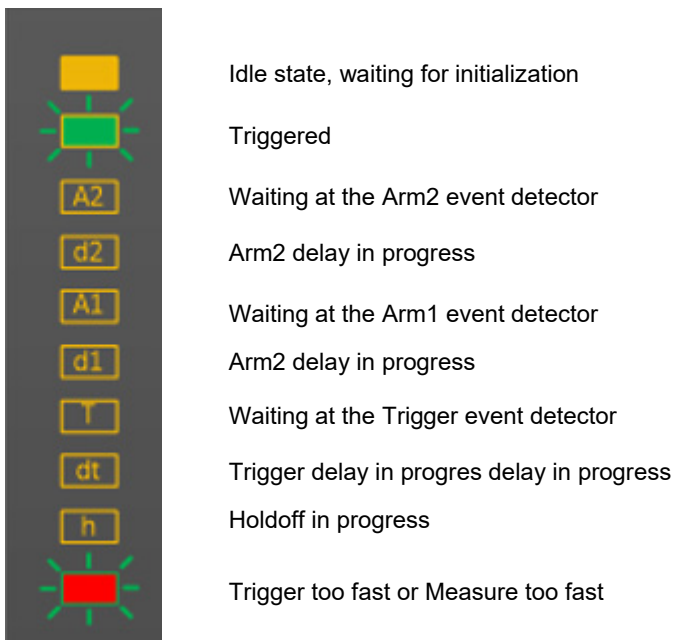 Idle state, waiting for initialization
Triggered
A2 Waiting at the Arm2 event detector
d2 Arm2 delay in progress
A1 Waiting at the Arm1 event detector
d1 Arm2 delay in progress
T Waiting at the Trigger event detector
dt Trigger delay in progres delay in progress
h Holdoff in progress
Trigger too fast or Measure too fast